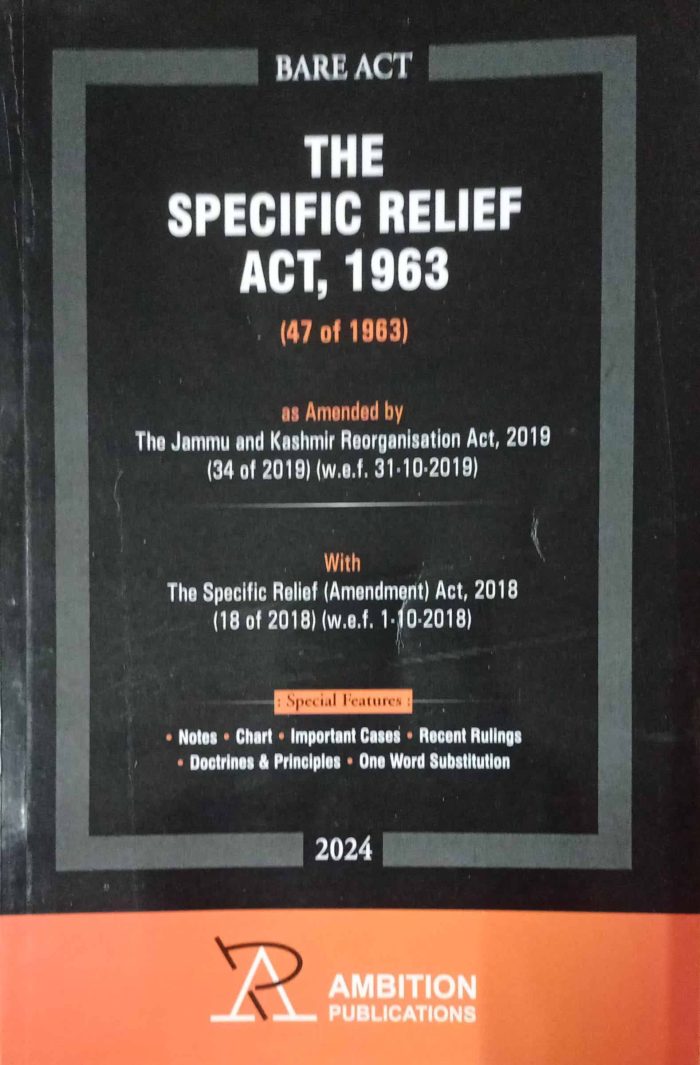 BARE ACT
THE
SPECIFIC RELIEF
ACT, 1963
(47 of 1963)
as Amended by
The Jammu and Kashmir Reorganisation Act, 2019
(34 of 2019) (w.e.f. 31-10-2019)
With
The Specific Relief (Amendment) Act, 2018
(18 of 2018) (w.e.f. 1-10-2018)
: Special Features :
• Notes • Chart • Important Cases • Recent Rulings
• Doctrines & Principles • One Word Substitution
2024
AMBITION
PUBLICATIONS